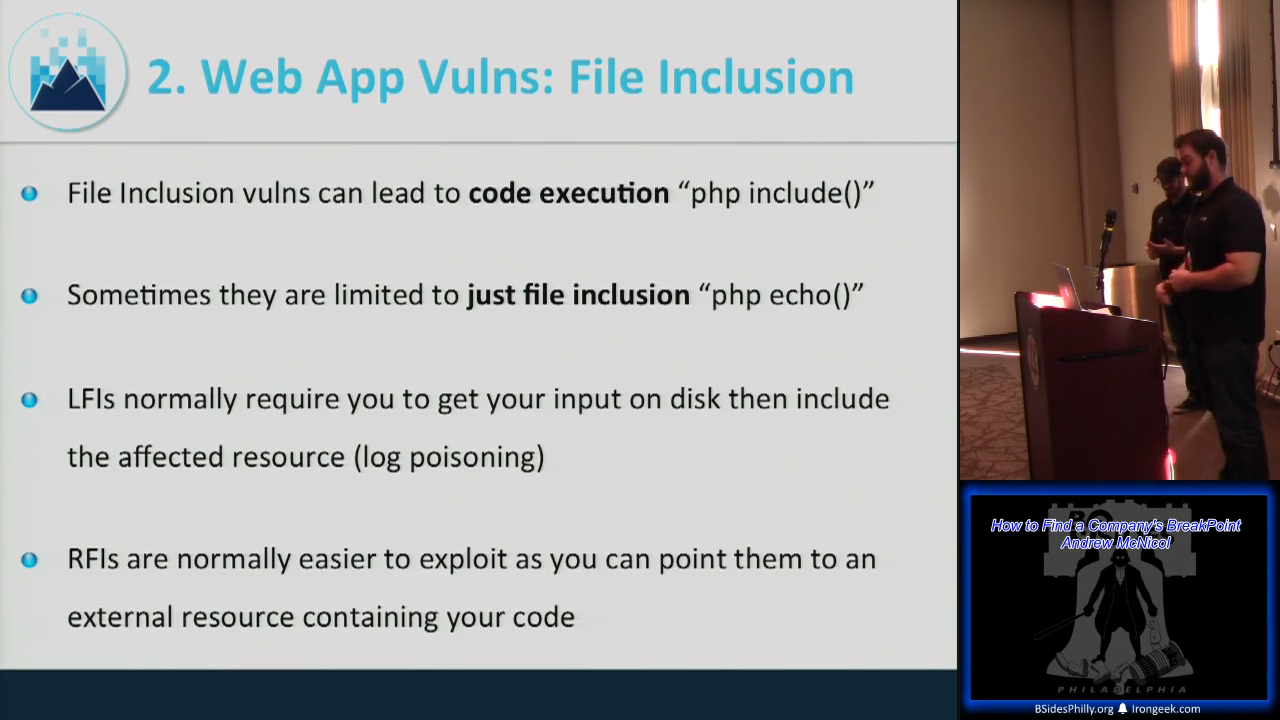 2. Web App Vulns: File Inclusion
File Inclusion vulns can lead to code execution “php include()”
Sometimes they are limited to just file inclusion “php echo()”
LFIs normally require you to get your input on disk then include
the affected resource (log poisoning)
RFIs are normally easier to exploit as you can point them to an
external resource containing your code
How to Find a Company's BreakPoint
Andrew McNicol
PHILADELPHIA
BSidesPhilly.org Irongeek.com